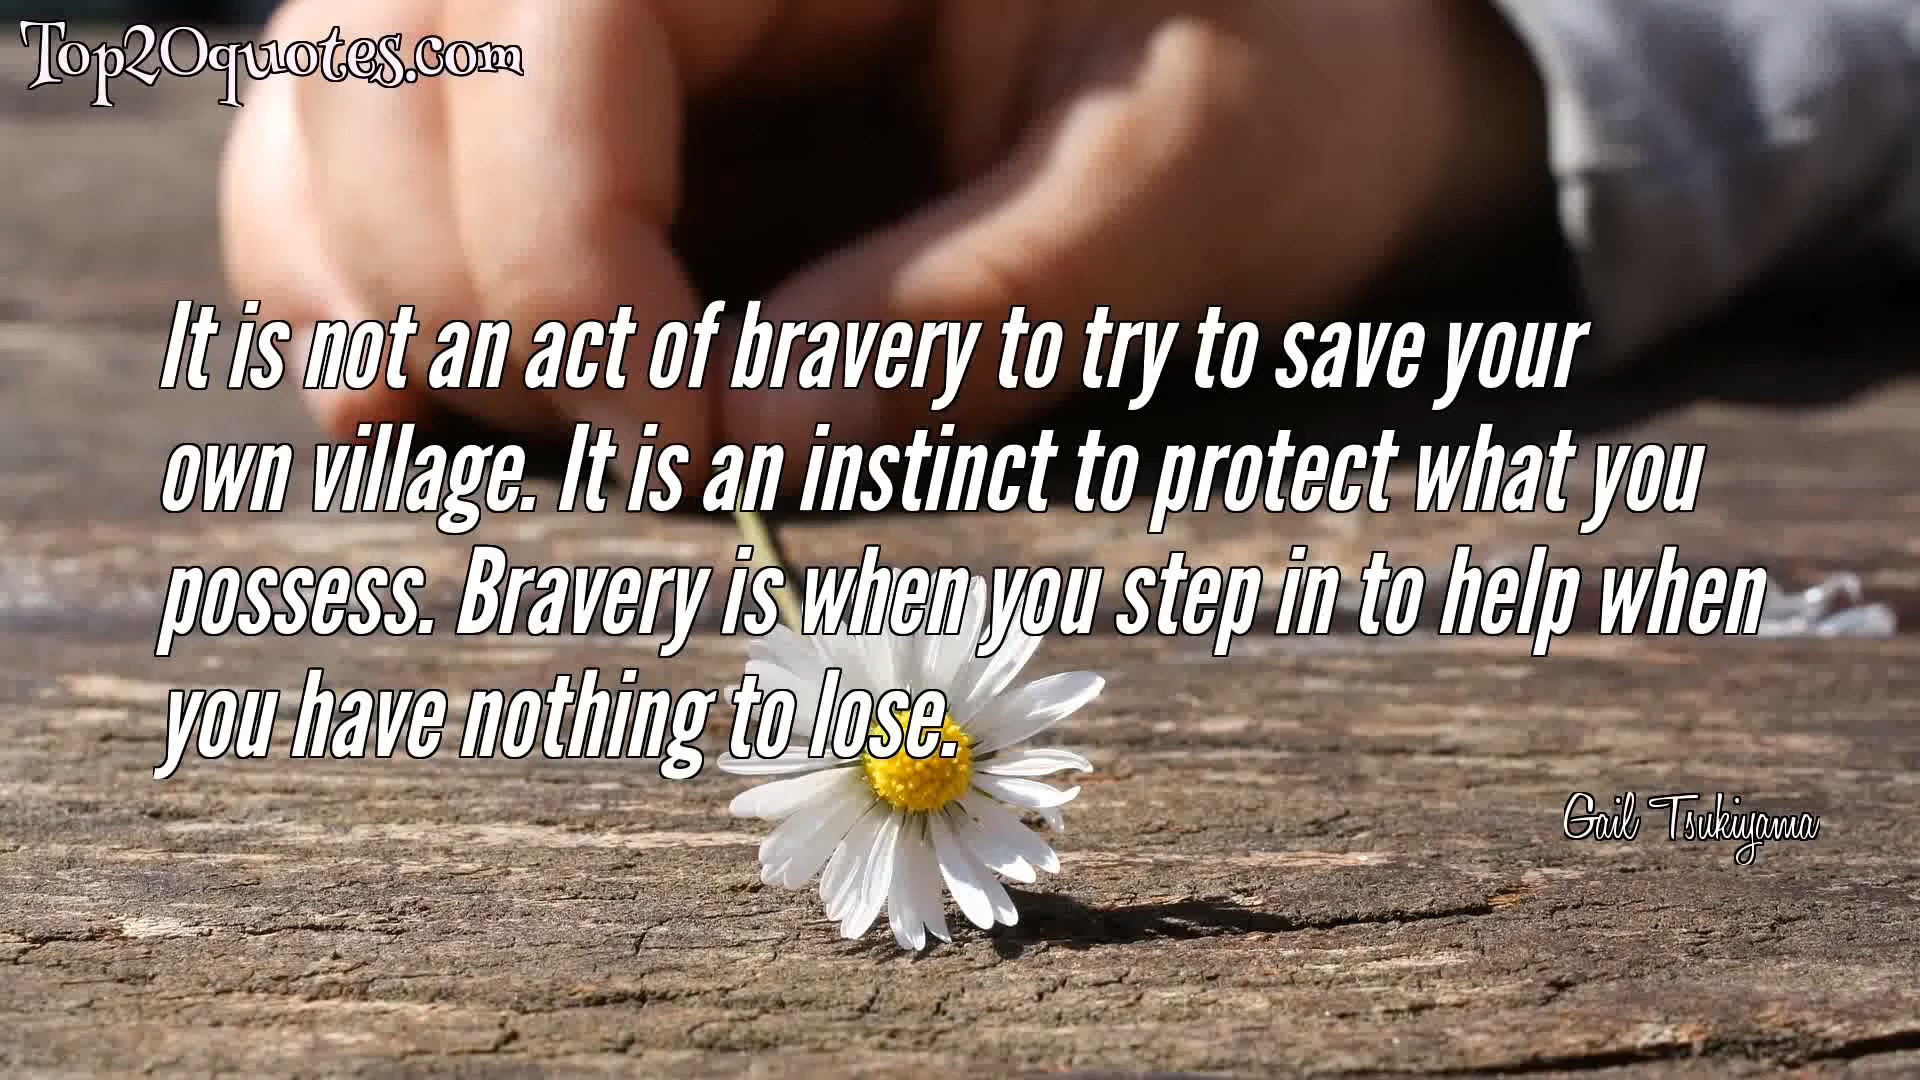 Top20quotes.com
It is not an act of bravery to try to save your
own village. It is an instinct to protect what you
possess. Bravery is when you step in to help when
you have nothing to lose.
Gail Tsukiyama